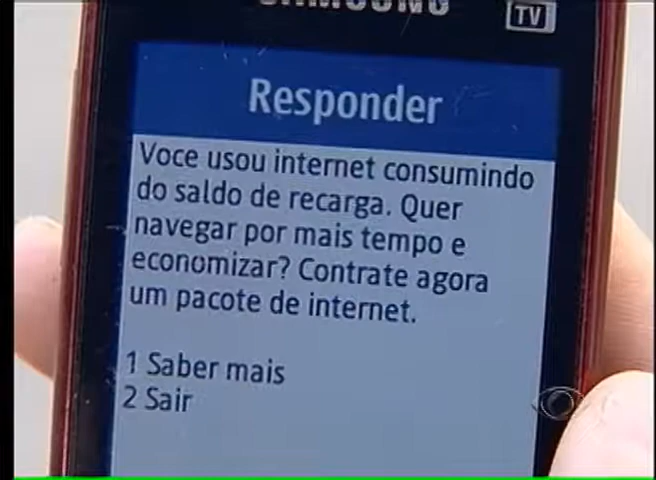 SAMSUNG
TV
Responder
Voce usou internet consumindo
do saldo de recarga. Quer
navegar por mais tempo e
economizar? Contrate agora
um pacote de internet.
1 Saber mais
2 Sair